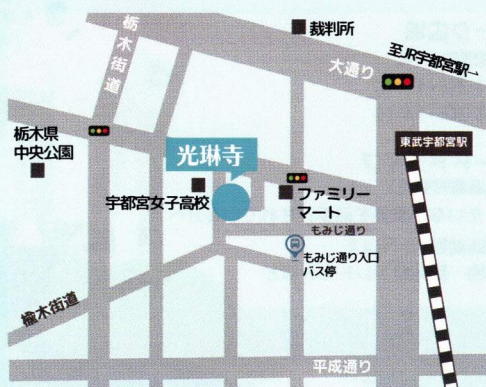 裁判所
栃木街道
大通り
至JR宇都宮駅→
栃木県
中央公園
光琳寺
東武宇都宮駅
宇都宮女子高校
ファミリー
マート
もみじ通り
もみじ通り入口
バス停
楡木街道
平成通り